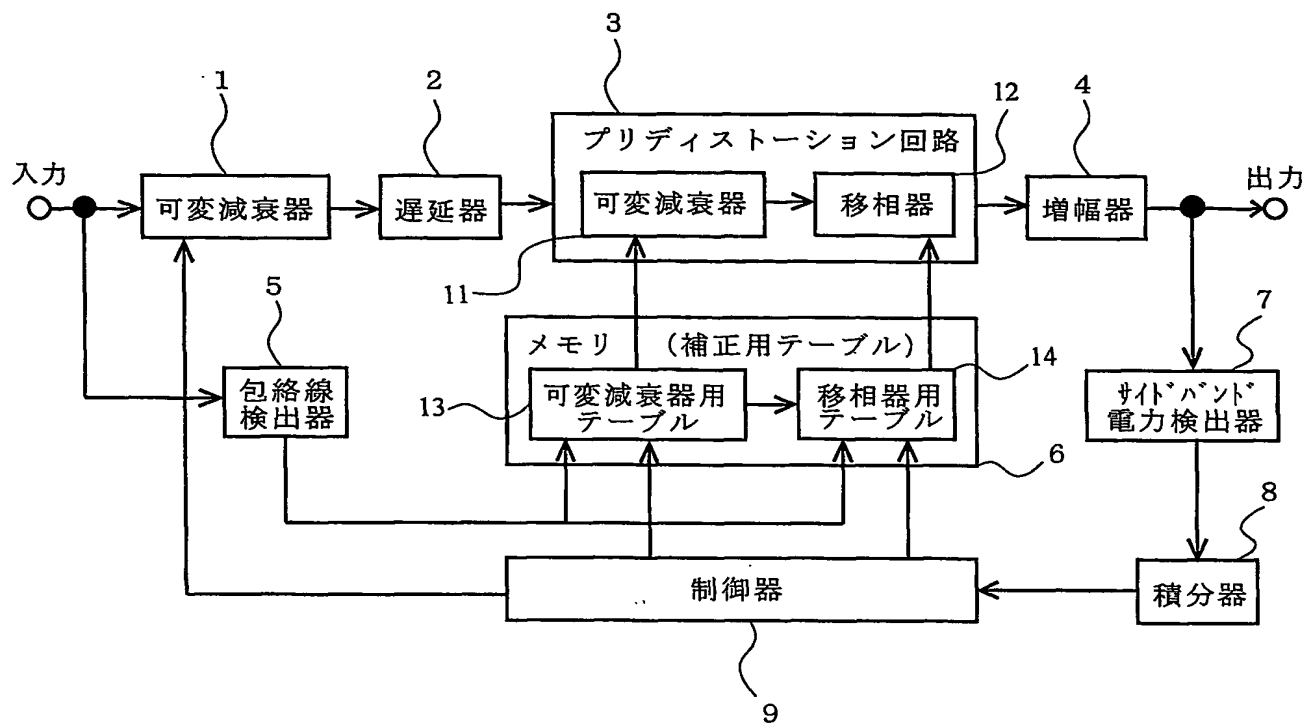 3
1
2
12
4
プリディストーション回路
入力
出力
可変減衰器
遅延器
可変減衰器
移相器
増幅器
11
5
7
メモリ (補正用テーブル)
14
包絡線
検出器
13
可変減衰器用
テーブル
移相器用
テーブル
サイドバンド
電力検出器
6
8
制御器
積分器
9